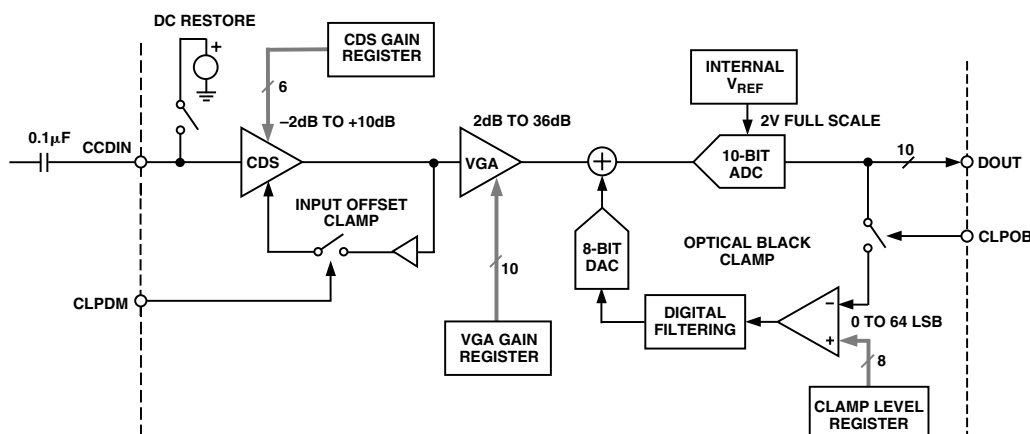 DC RESTORE
+
CDS GAIN
REGISTER
6
–2dB TO +10dB
0.1µF
CCDIN
CDS
INPUT OFFSET
CLAMP
CLPDM
2dB TO 36dB
VGA
10
VGA GAIN
REGISTER
INTERNAL
VREF
2V FULL SCALE
+
10-BIT
ADC
10
DOUT
8-BIT
DAC
OPTICAL BLACK
CLAMP
CLPOB
DIGITAL
FILTERING
–
+
0 TO 64 LSB
8
CLAMP LEVEL
REGISTER